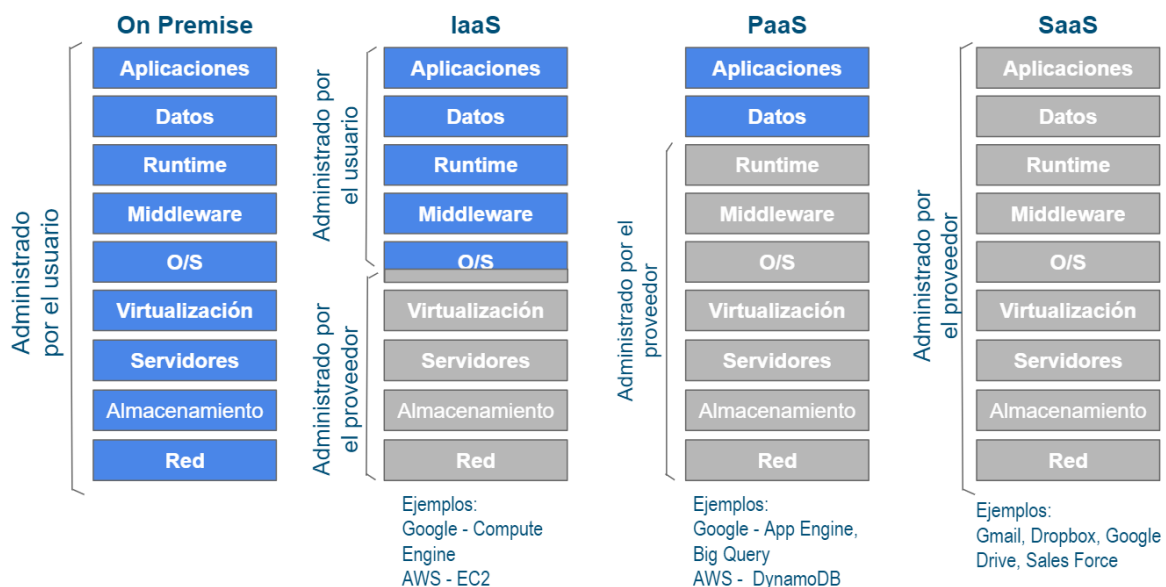 On Premise
Aplicaciones
Datos
Runtime
Middleware
O/S
Virtualización
Servidores
Almacenamiento
Red
Administrado
por el usuario
IaaS
Aplicaciones
Datos
Runtime
Middleware
O/S
Virtualización
Servidores
Almacenamiento
Red
Administrado por
el usuario
Administrado por
el proveedor
Ejemplos:
Google - Compute
Engine
AWS - EC2
PaaS
Aplicaciones
Datos
Runtime
Middleware
O/S
Virtualización
Servidores
Almacenamiento
Red
Administrado por el
proveedor
Ejemplos:
Google - App Engine,
Big Query
AWS - DynamoDB
SaaS
Aplicaciones
Datos
Runtime
Middleware
O/S
Virtualización
Servidores
Almacenamiento
Red
Administrado por
el proveedor
Ejemplos:
Gmail, Dropbox, Google
Drive, Sales Force